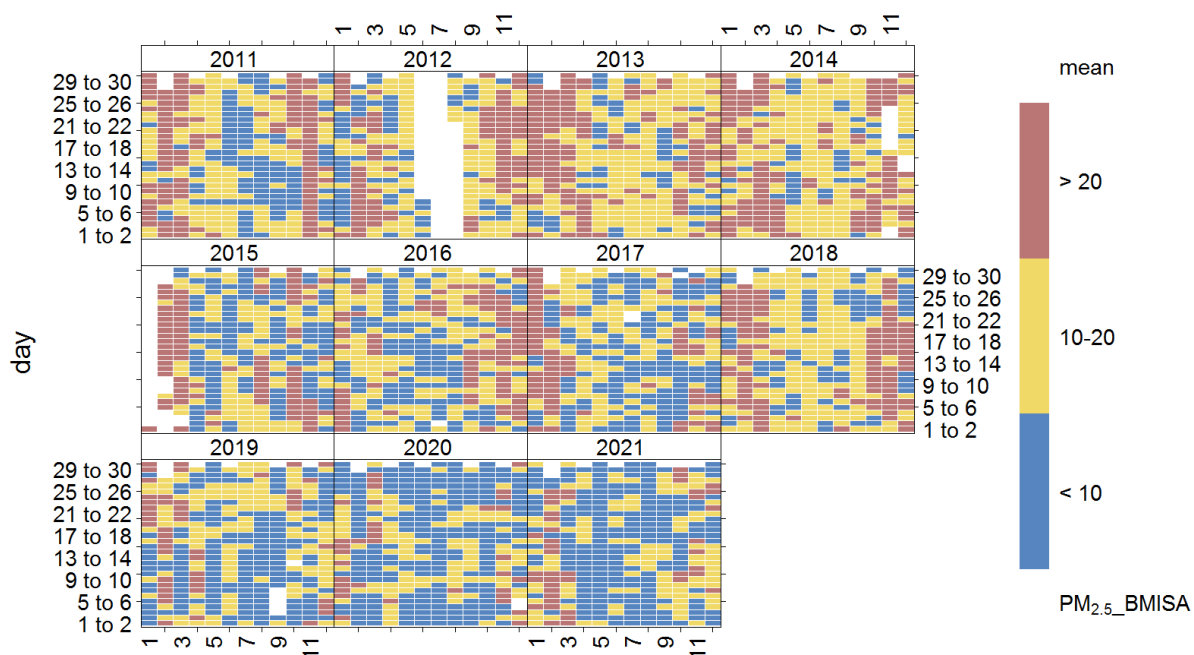 1 3 5 7 9 11 1 3 5 7 9 11
2011 2012 2013 2014
29 to 30
25 to 26
21 to 22
17 to 18
13 to 14
9 to 10
5 to 6
1 to 2
2015 2016 2017 2018
29 to 30
25 to 26
21 to 22
17 to 18
13 to 14
9 to 10
5 to 6
1 to 2
2019 2020 2021
29 to 30
25 to 26
21 to 22
17 to 18
13 to 14
9 to 10
5 to 6
1 to 2
1 3 5 7 9 11 1 3 5 7 9 11
day
mean
> 20
10-20
< 10
PM2.5_BMISA